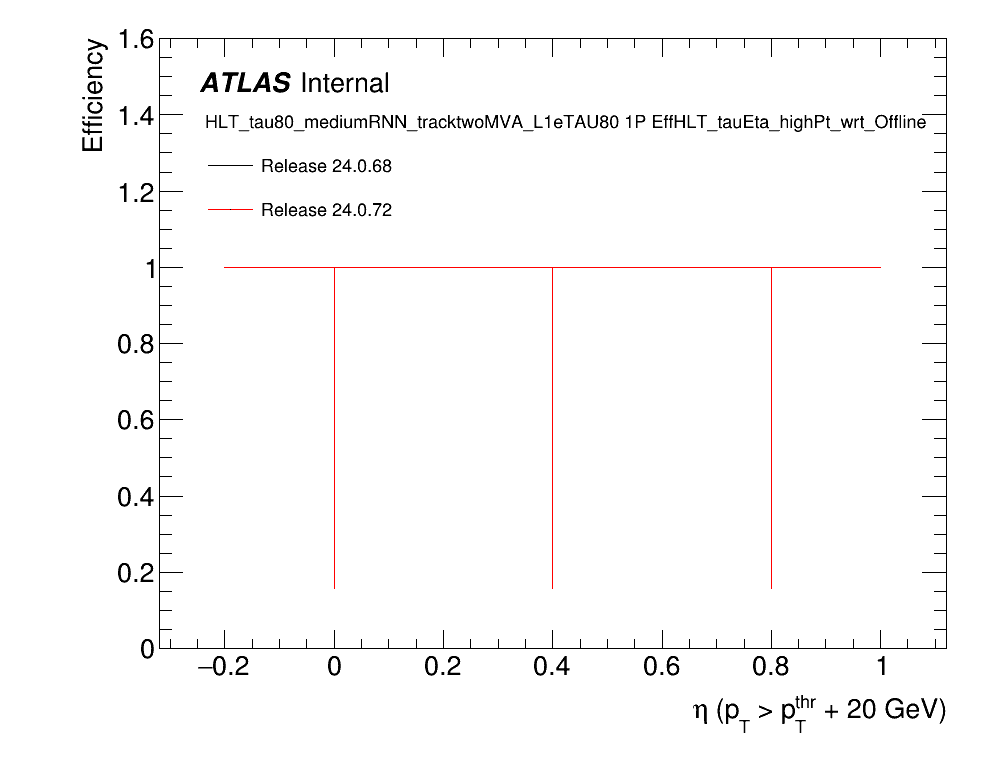 Efficiency
1.6
1.4
1.2
1
0.8
0.6
0.4
0.2
0
ATLAS Internal
HLT_tau80_mediumRNN_tracktwoMVA_L1eTAU80 1P EffHLT_tauEta_highPt_wrt_Offline
Release 24.0.68
Release 24.0.72
−0.2 0 0.2 0.4 0.6 0.8 1
η (p_T > p_T^thr + 20 GeV)